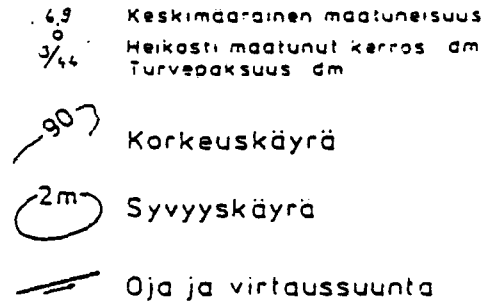 6,9 Keskimääräinen maatuneisuus
3/44 Heikosti maatunut kerros dm
Turvepaksuus dm
90 Korkeuskäyrä
2m Syvyyskäyrä
Oja ja virtaussuunta